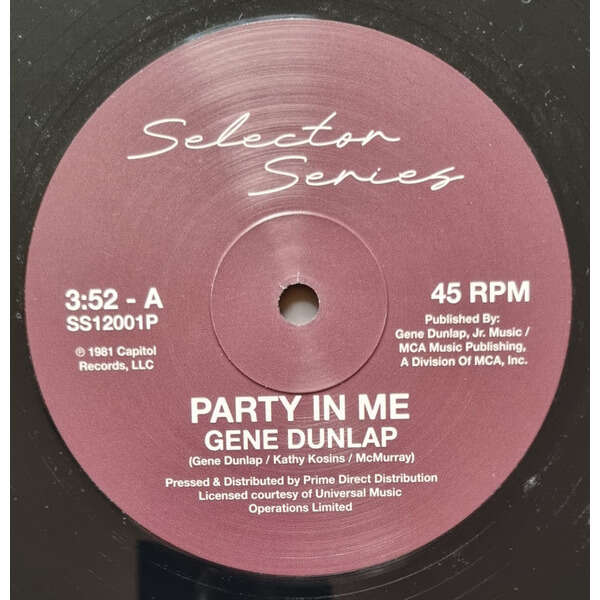 Selector
Series
3:52 - A
SS12001P
℗ 1981 Capitol
Records, LLC
45 RPM
Published By:
Gene Dunlap, Jr. Music /
MCA Music Publishing,
A Division Of MCA, Inc.
PARTY IN ME
GENE DUNLAP
(Gene Dunlap / Kathy Kosins / McMurray)
Pressed & Distributed by Prime Direct Distribution
Licensed courtesy of Universal Music
Operations Limited